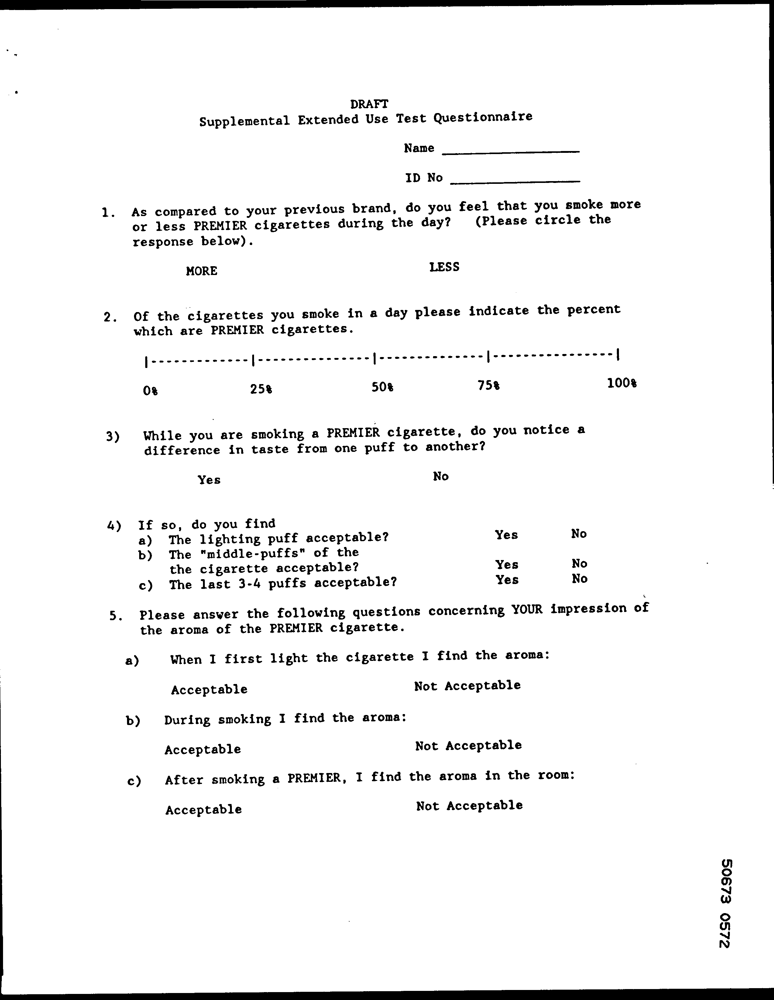 DRAFT
Supplemental Extended Use Test Questionnaire
Name
ID No
1. As compared to your previous brand, do you feel that you smoke more
or less PREMIER cigarettes during the day? (Please circle the
response below).
MORE LESS
2. Of the cigarettes you smoke in a day please indicate the percent
which are PREMIER cigarettes.
|-------------|---------------|--------------|----------------|
0% 25% 50% 75% 100%
3) While you are smoking a PREMIER cigarette, do you notice a
difference in taste from one puff to another?
Yes No
4) If so, do you find
a) The lighting puff acceptable? Yes No
b) The "middle-puffs" of the
the cigarette acceptable? Yes No
c) The last 3-4 puffs acceptable? Yes No
5. Please answer the following questions concerning YOUR impression of
the aroma of the PREMIER cigarette.
a) When I first light the cigarette I find the aroma:
Acceptable Not Acceptable
b) During smoking I find the aroma:
Acceptable Not Acceptable
c) After smoking a PREMIER, I find the aroma in the room:
Acceptable Not Acceptable
50673 0572